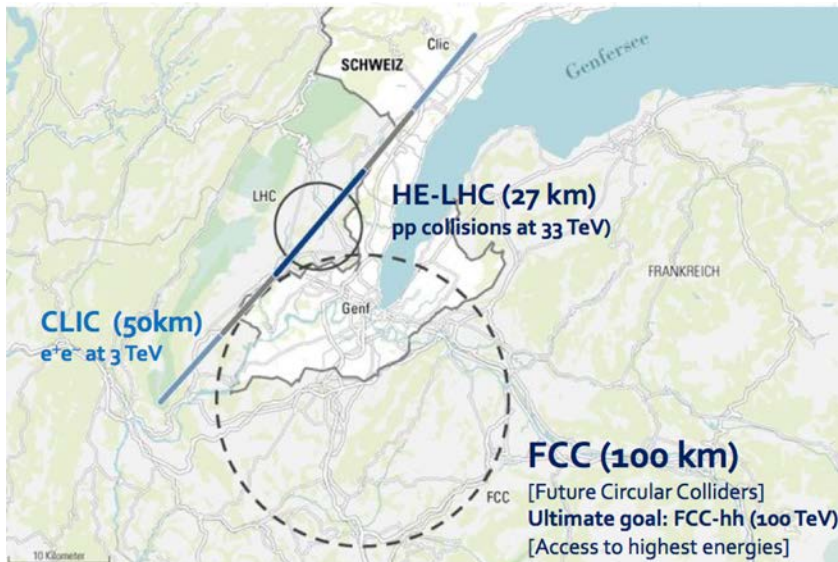 Clic
SCHWEIZ
Genfersee
LHC
HE-LHC (27 km)
pp collisions at 33 TeV)
FRANKREICH
Genf
CLIC (50km)
e⁺e⁻ at 3 TeV
FCC (100 km)
FCC
[Future Circular Colliders]
Ultimate goal: FCC-hh (100 TeV)
[Access to highest energies]
10 Kilometer